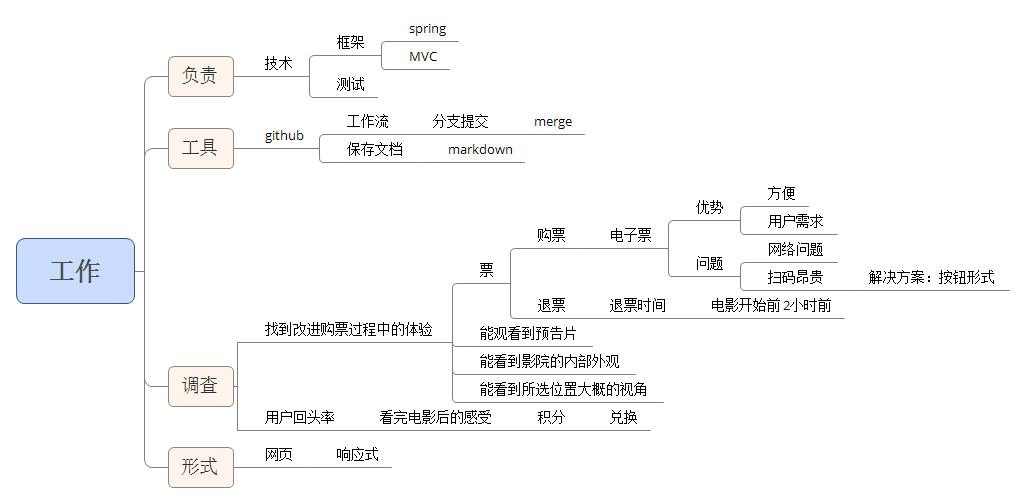 工作
负责
技术
框架
spring
MVC
测试
工具
github
工作流
分支提交
merge
保存文档
markdown
调查
找到改进购票过程中的体验
票
购票
电子票
优势
方便
用户需求
问题
网络问题
扫码昂贵
解决方案：按钮形式
退票
退票时间
电影开始前2小时前
能观看到预告片
能看到影院的内部外观
能看到所选位置大概的视角
用户回头率
看完电影后的感受
积分
兑换
形式
网页
响应式